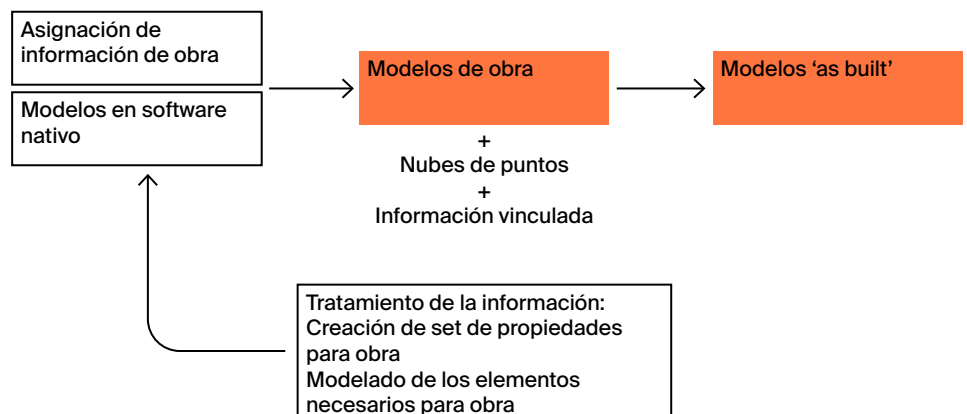 Asignación de
información de obra
Modelos en software
nativo
Modelos de obra
Modelos ‘as built’
+
Nubes de puntos
+
Información vinculada
Tratamiento de la información:
Creación de set de propiedades
para obra
Modelado de los elementos
necesarios para obra